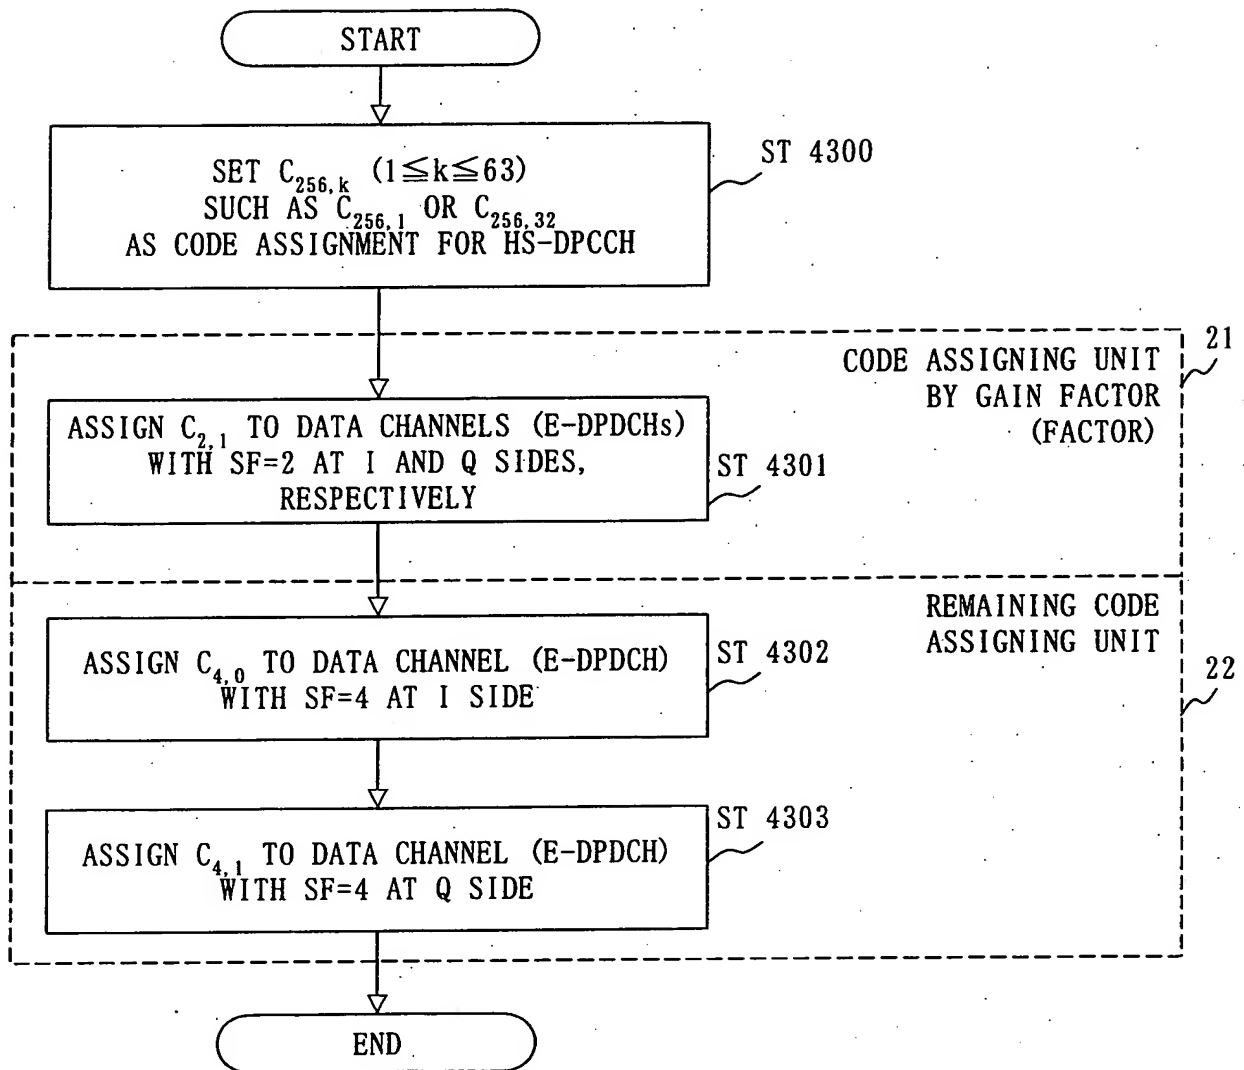 START
SET C256,k (1≦k≦63)
SUCH AS C256,1 OR C256,32
AS CODE ASSIGNMENT FOR HS-DPCCH
ST 4300
21
CODE ASSIGNING UNIT
BY GAIN FACTOR
(FACTOR)
ASSIGN C2,1 TO DATA CHANNELS (E-DPDCHs)
WITH SF=2 AT I AND Q SIDES,
RESPECTIVELY
ST 4301
REMAINING CODE
ASSIGNING UNIT
22
ASSIGN C4,0 TO DATA CHANNEL (E-DPDCH)
WITH SF=4 AT I SIDE
ST 4302
ASSIGN C4,1 TO DATA CHANNEL (E-DPDCH)
WITH SF=4 AT Q SIDE
ST 4303
END